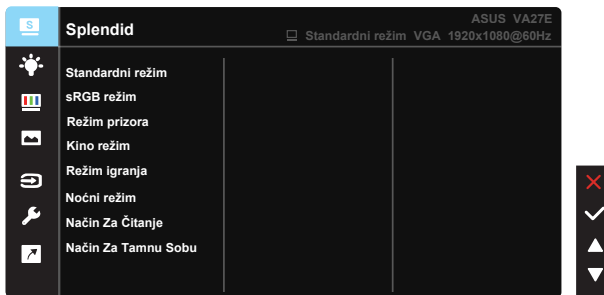 S
Splendid
ASUS VA27E
Standardni režim VGA 1920x1080@60Hz
Standardni režim
sRGB režim
Režim prizora
Kino režim
Režim igranja
Noćni režim
Način Za Čitanje
Način Za Tamnu Sobu